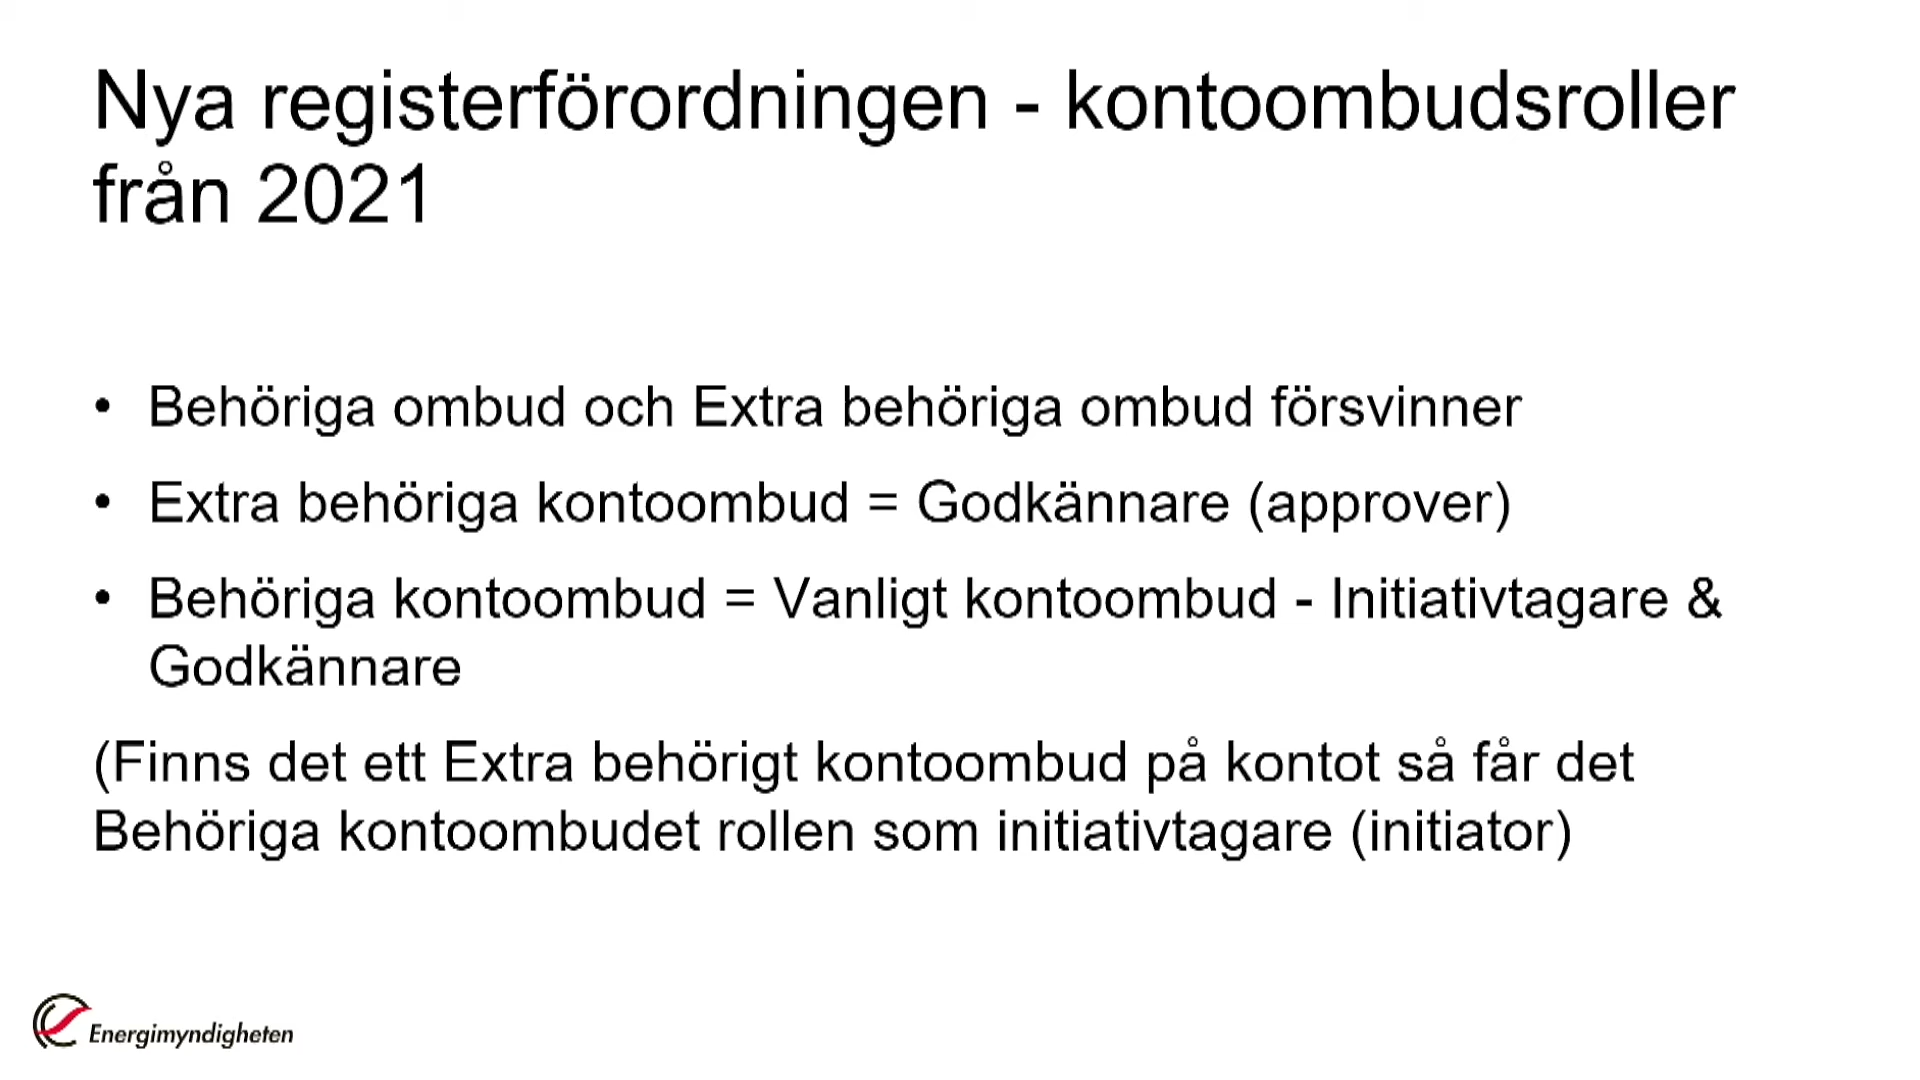 Nya registerförordningen - kontoombudsroller
från 2021
• Behöriga ombud och Extra behöriga ombud försvinner
• Extra behöriga kontoombud = Godkännare (approver)
• Behöriga kontoombud = Vanligt kontoombud - Initiativtagare &
Godkännare
(Finns det ett Extra behörigt kontoombud på kontot så får det
Behöriga kontoombudet rollen som initiativtagare (initiator)
Energimyndigheten